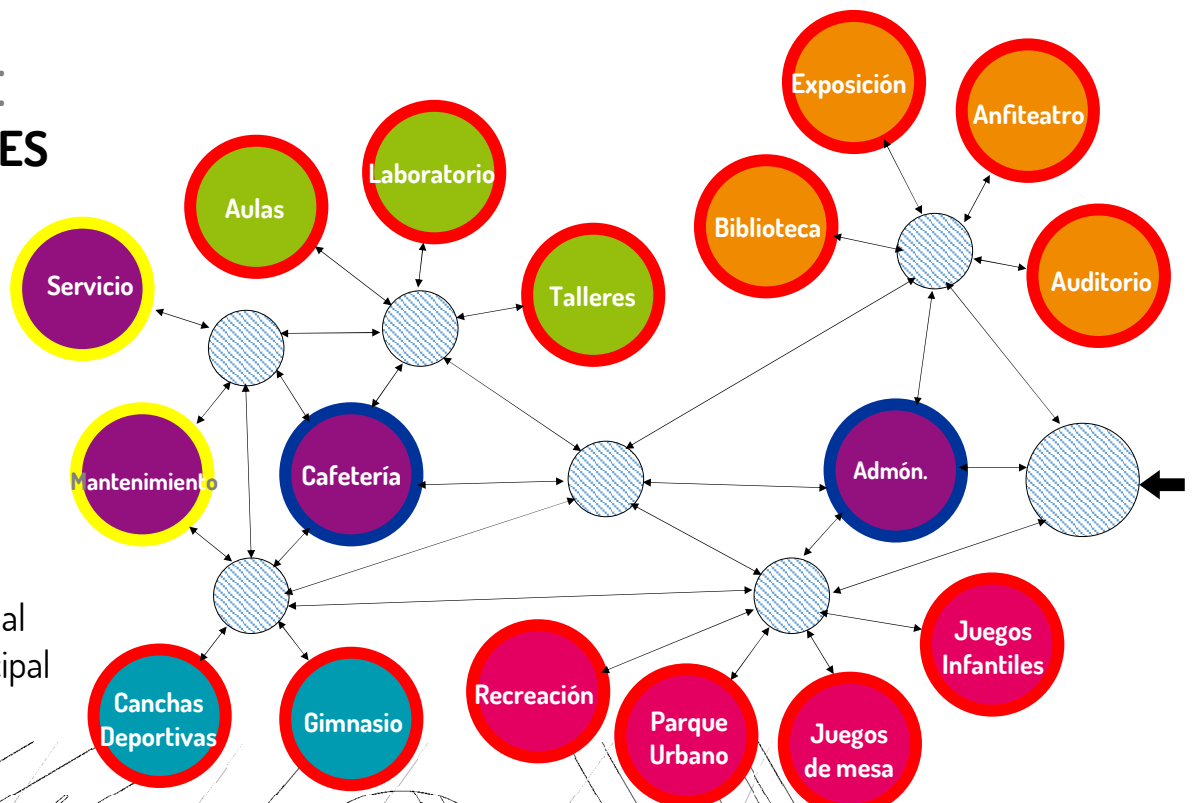 :
ES
Exposición
Anfiteatro
Laboratorio
Aulas
Biblioteca
Servicio
Talleres
Auditorio
Mantenimiento
Cafetería
Admón.
al
cipal
Juegos
Infantiles
Recreación
Canchas
Deportivas
Gimnasio
Parque
Urbano
Juegos
de mesa